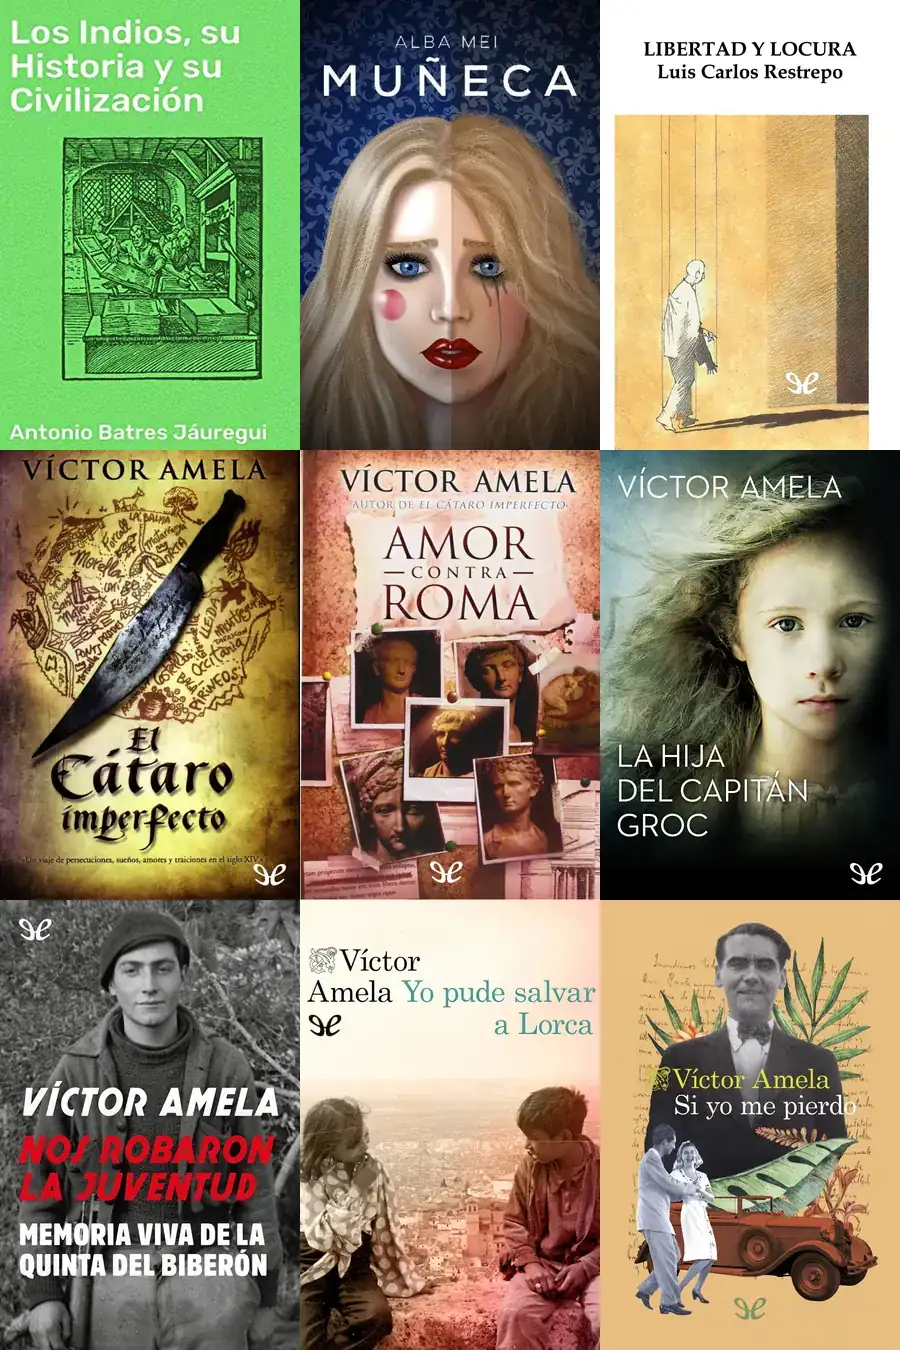 Los Indios, su
Historia y su
Civilización
Antonio Batres Jáuregui
ALBA MEI
MUÑECA
LIBERTAD Y LOCURA
Luis Carlos Restrepo
VÍCTOR AMELA
Morella
PIRINEOS
El
Cátaro
imperfecto
Un viaje de persecuciones, sueños, amores y traiciones en el siglo XIV
VÍCTOR AMELA
AUTOR DE EL CÁTARO IMPERFECTO
AMOR
CONTRA
ROMA
VÍCTOR AMELA
LA HIJA
DEL CAPITÁN
GROC
VÍCTOR AMELA
NOS ROBARON
LA JUVENTUD
MEMORIA VIVA DE LA
QUINTA DEL BIBERÓN
Víctor
Amela Yo pude salvar
a Lorca
Víctor Amela
Si yo me pierdo